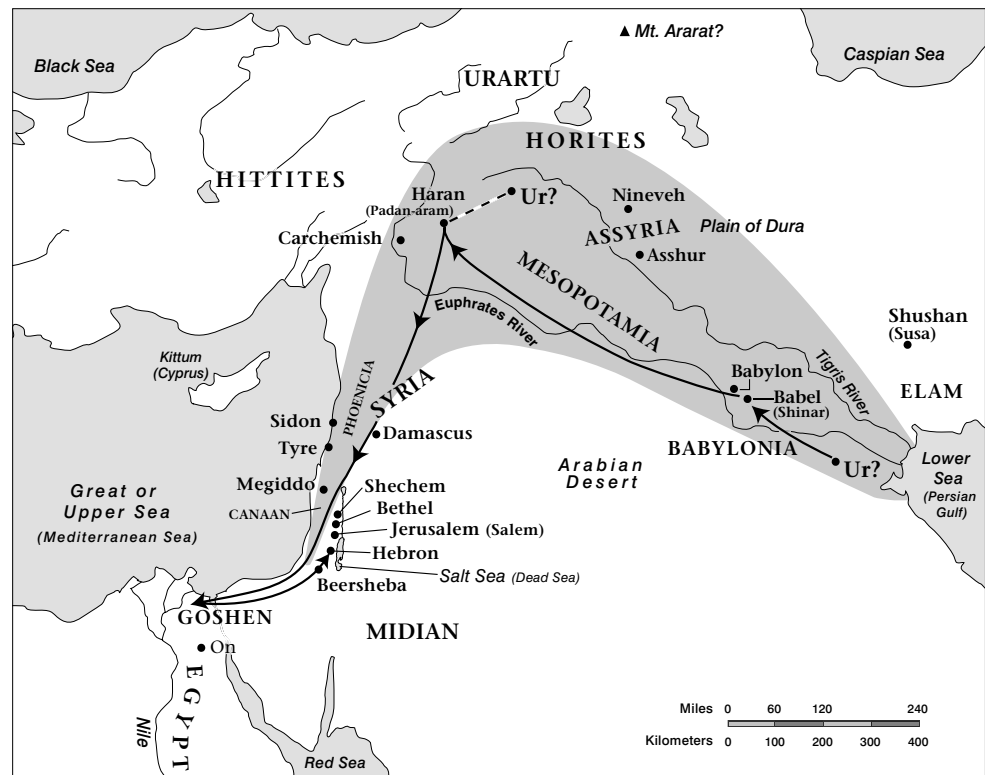 Mt. Ararat?
Black Sea
Caspian Sea
URARTU
HORITES
HITTITES
Haran
(Padan-aram)
Ur?
Nineveh
Carchemish
ASSYRIA
Plain of Dura
Asshur
MESOPOTAMIA
Euphrates River
Shushan
(Susa)
Kittum
(Cyprus)
Tigris River
PHOENICIA
SYRIA
Babylon
ELAM
Babel
(Shinar)
Sidon
Damascus
Tyre
BABYLONIA
Ur?
Lower
Sea
(Persian
Gulf)
Arabian
Desert
Great or
Upper Sea
(Mediterranean Sea)
Megiddo
Shechem
CANAAN
Bethel
Jerusalem (Salem)
Hebron
Salt Sea (Dead Sea)
Beersheba
GOSHEN
MIDIAN
On
EGYPT
Nile
Red Sea
Miles 0 60 120 240
Kilometers 0 100 200 300 400